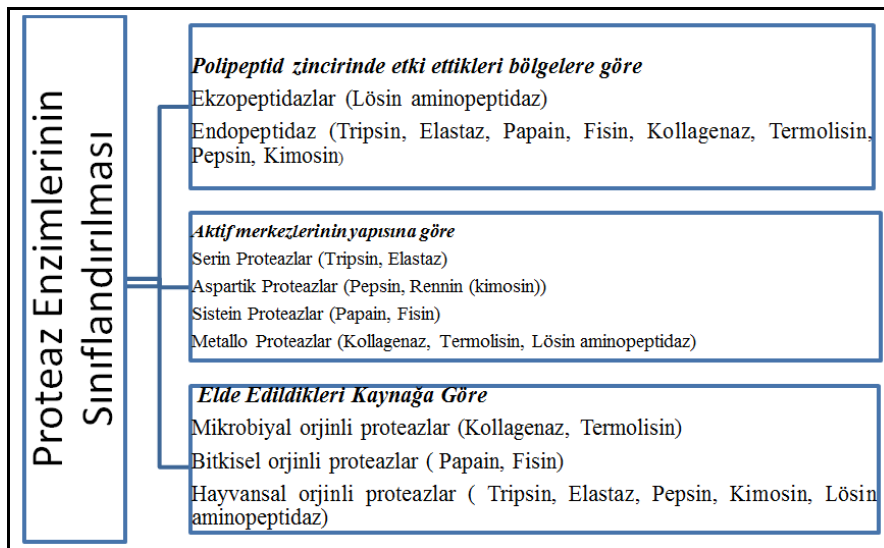 Proteaz Enzimlerinin
Sınıflandırılması
Polipeptid zincirinde etki ettikleri bölgelere göre
Ekzopeptidazlar (Lösin aminopeptidaz)
Endopeptidaz (Tripsin, Elastaz, Papain, Fisin, Kollagenaz, Termolisin,
Pepsin, Kimosin)
Aktif merkezlerinin yapısına göre
Serin Proteazlar (Tripsin, Elastaz)
Aspartik Proteazlar (Pepsin, Rennin (kimosin))
Sistein Proteazlar (Papain, Fisin)
Metallo Proteazlar (Kollagenaz, Termolisin, Lösin aminopeptidaz)
Elde Edildikleri Kaynağa Göre
Mikrobiyal orjinli proteazlar (Kollagenaz, Termolisin)
Bitkisel orjinli proteazlar ( Papain, Fisin)
Hayvansal orjinli proteazlar ( Tripsin, Elastaz, Pepsin, Kimosin, Lösin
aminopeptidaz)